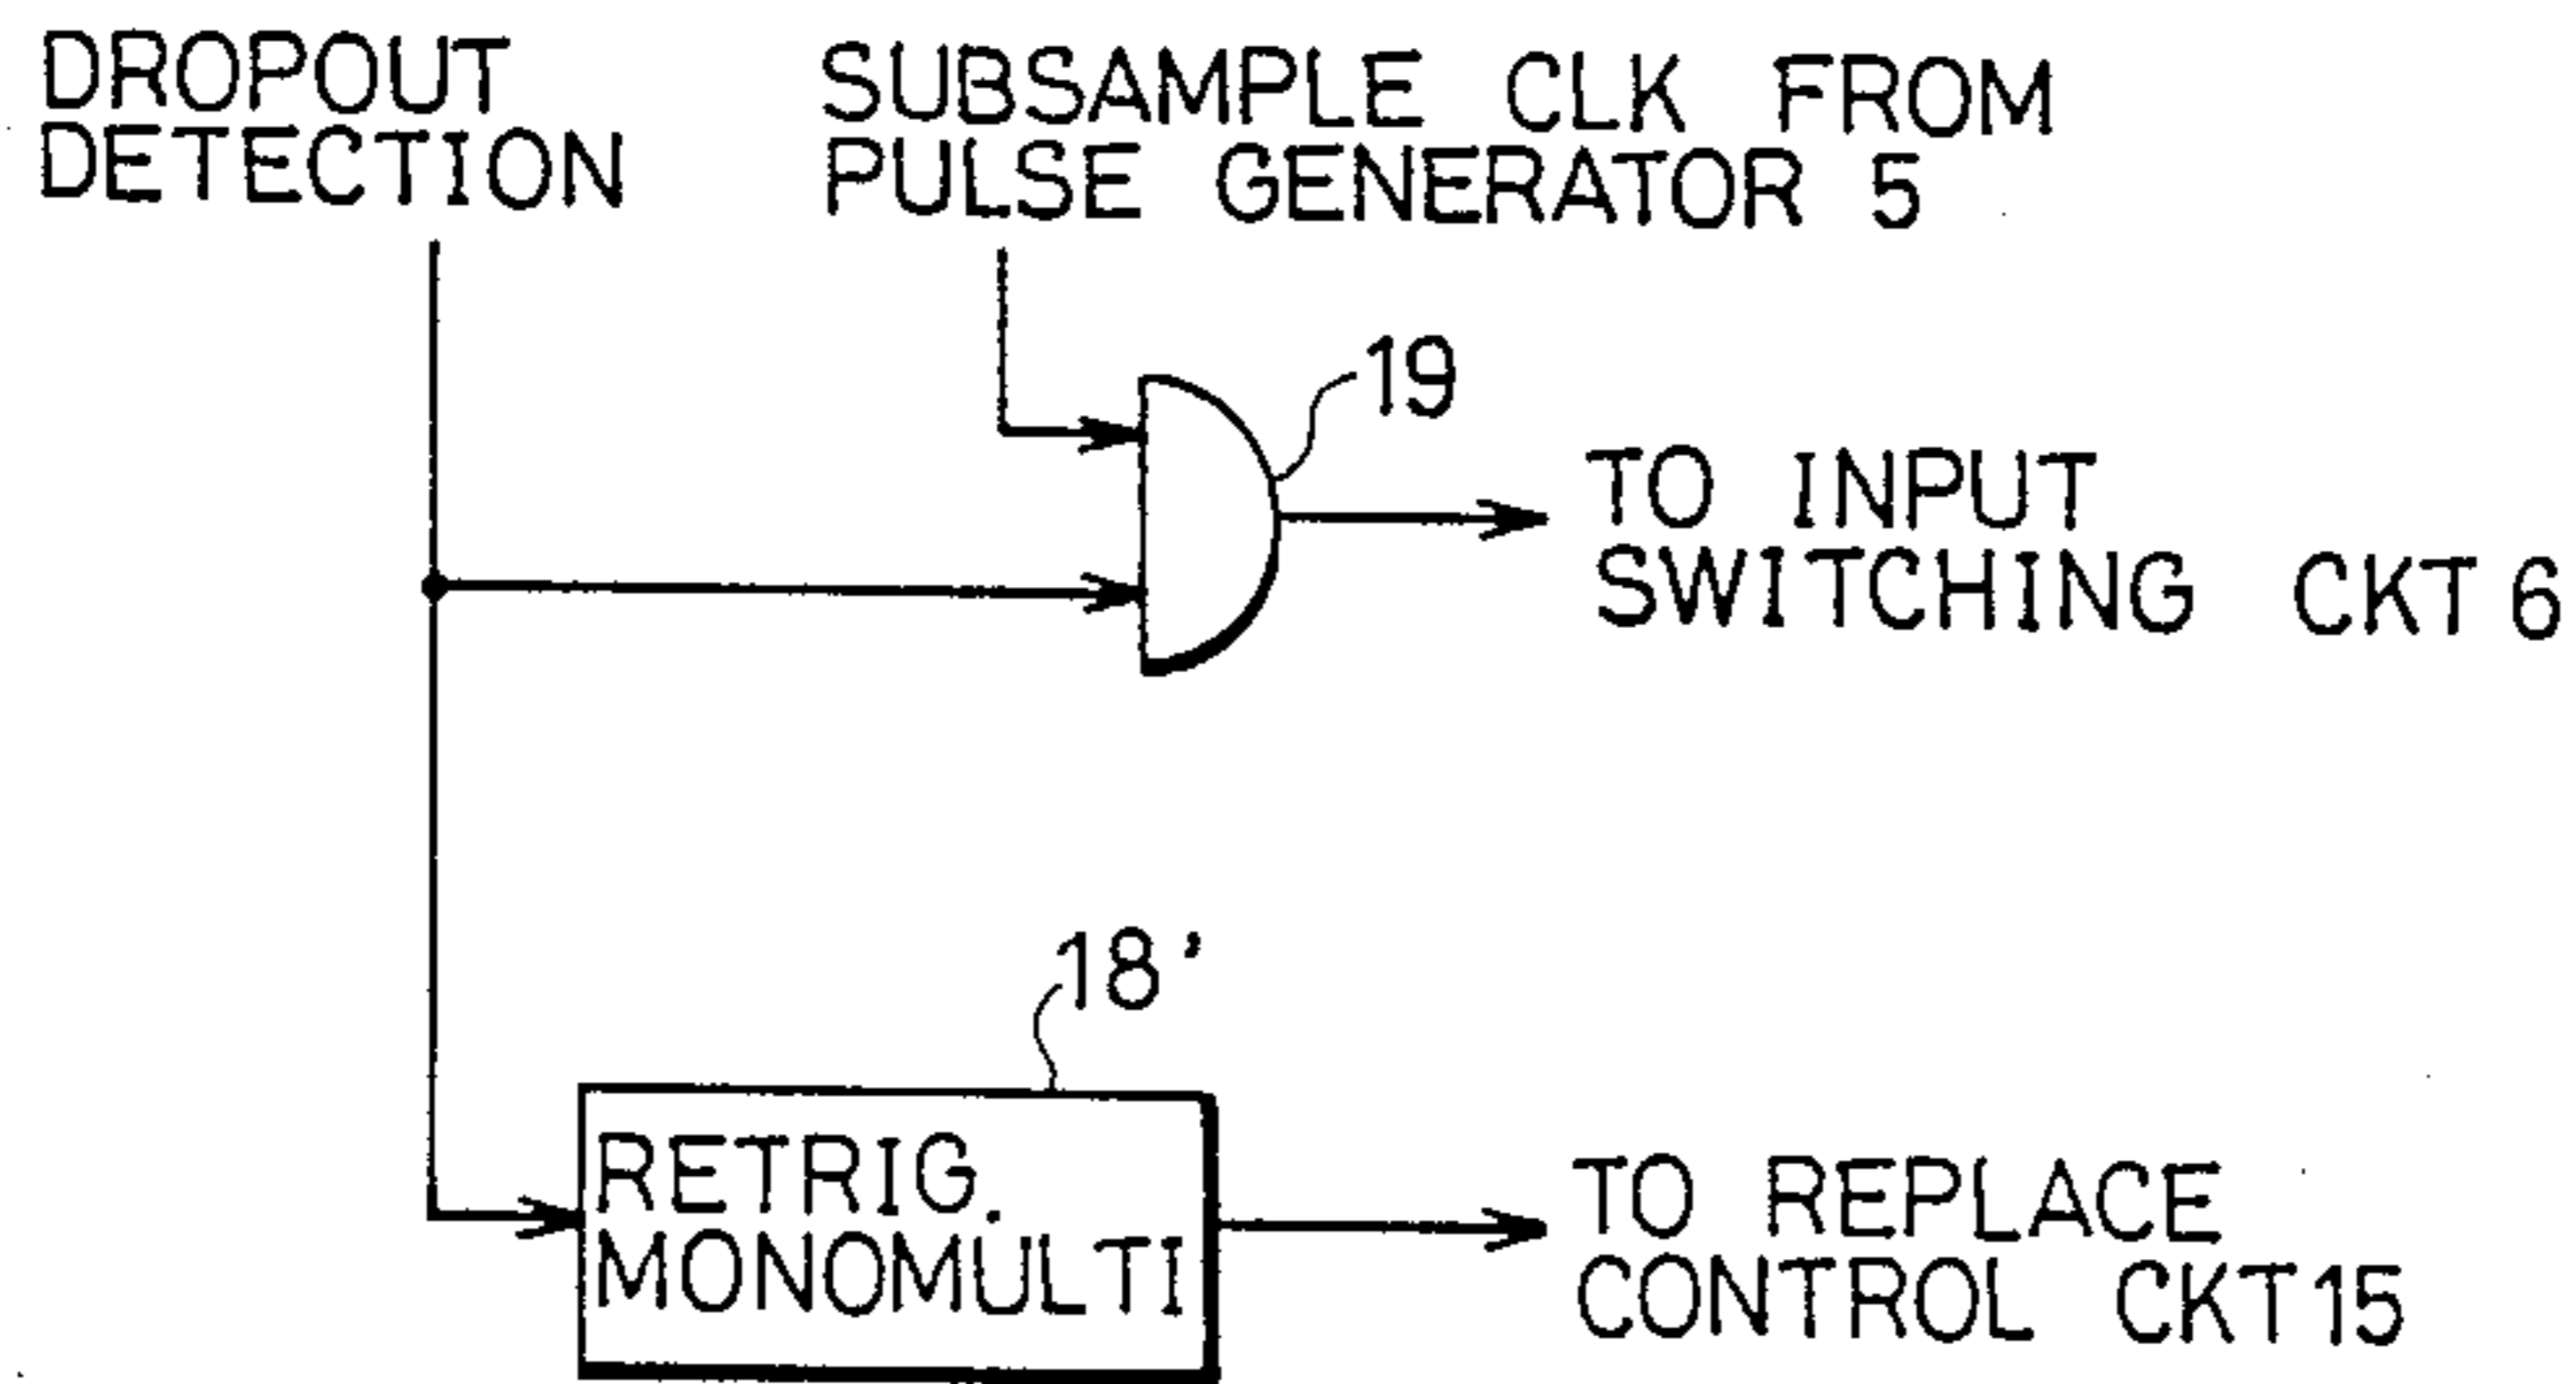 DROPOUT
DETECTION
SUBSAMPLE CLK FROM
PULSE GENERATOR 5
19
TO INPUT
SWITCHING CKT 6
18'
RETRIG.
MONOMULTI
TO REPLACE
CONTROL CKT 15